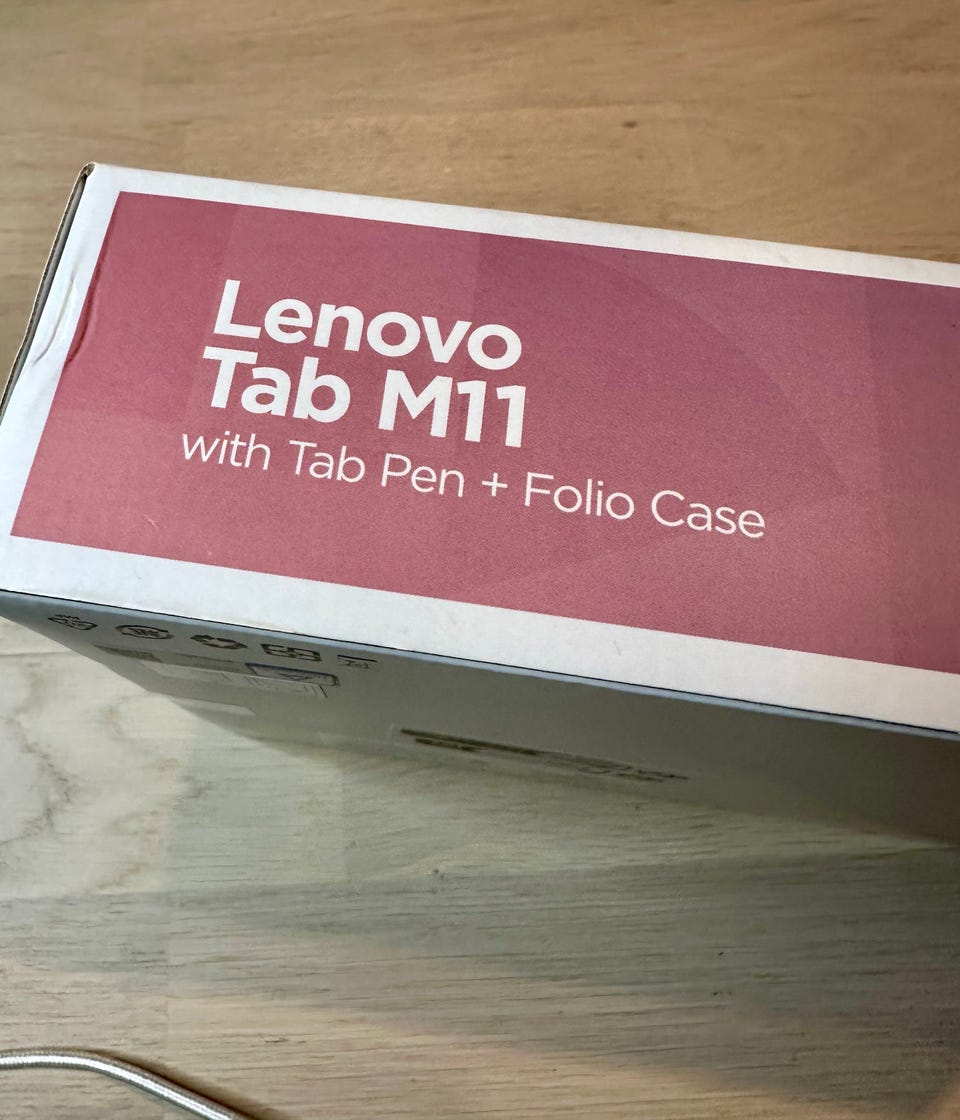 Lenovo
Tab M11
with Tab Pen + Folio Case